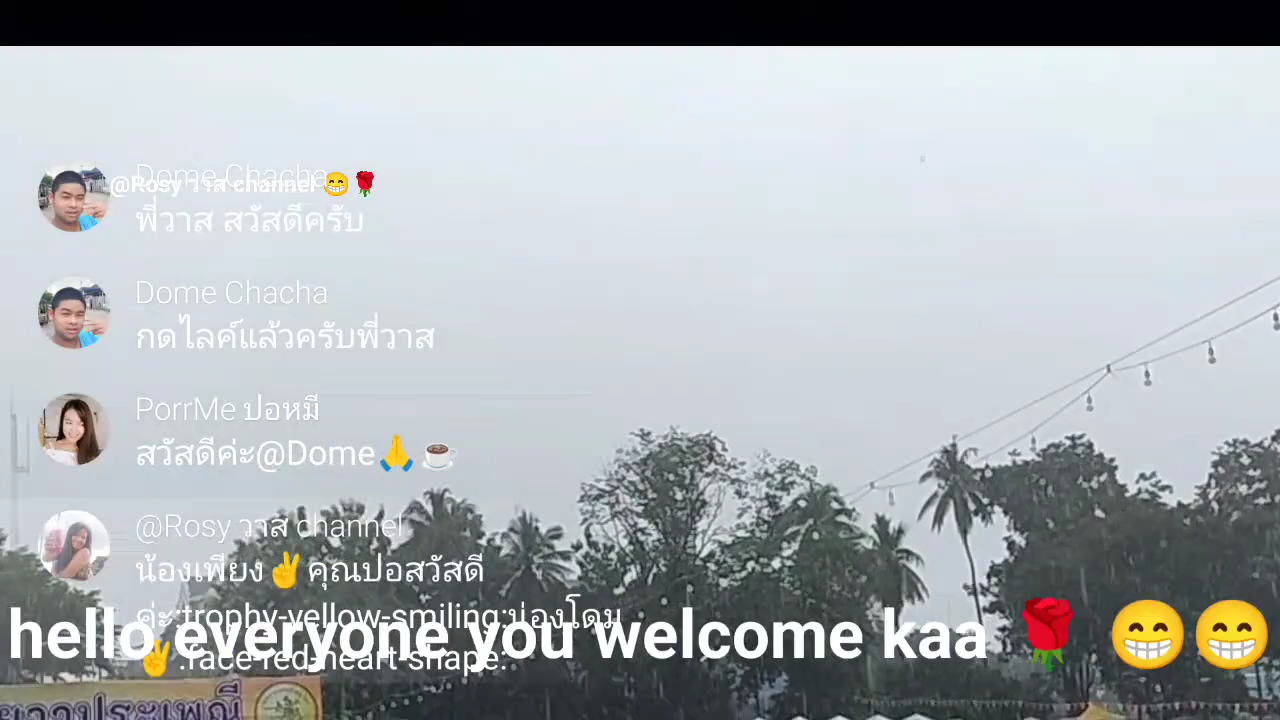 Dome Chacha
@Rosy วาส channel 😁🌹
พี่วาส สวัสดีครับ
Dome Chacha
กดไลค์แล้วครับพี่วาส
PorrMe ปอหมี
สวัสดีค่ะ@Dome🙏☕
@Rosy วาส channel
น้องเพียง✌คุณปอสวัสดี
ค่ะ:trophy-yellow-smiling:น่องโดม
hello everyone you welcome kaa🌹 😁😁
✌:face-red-heart-shape: